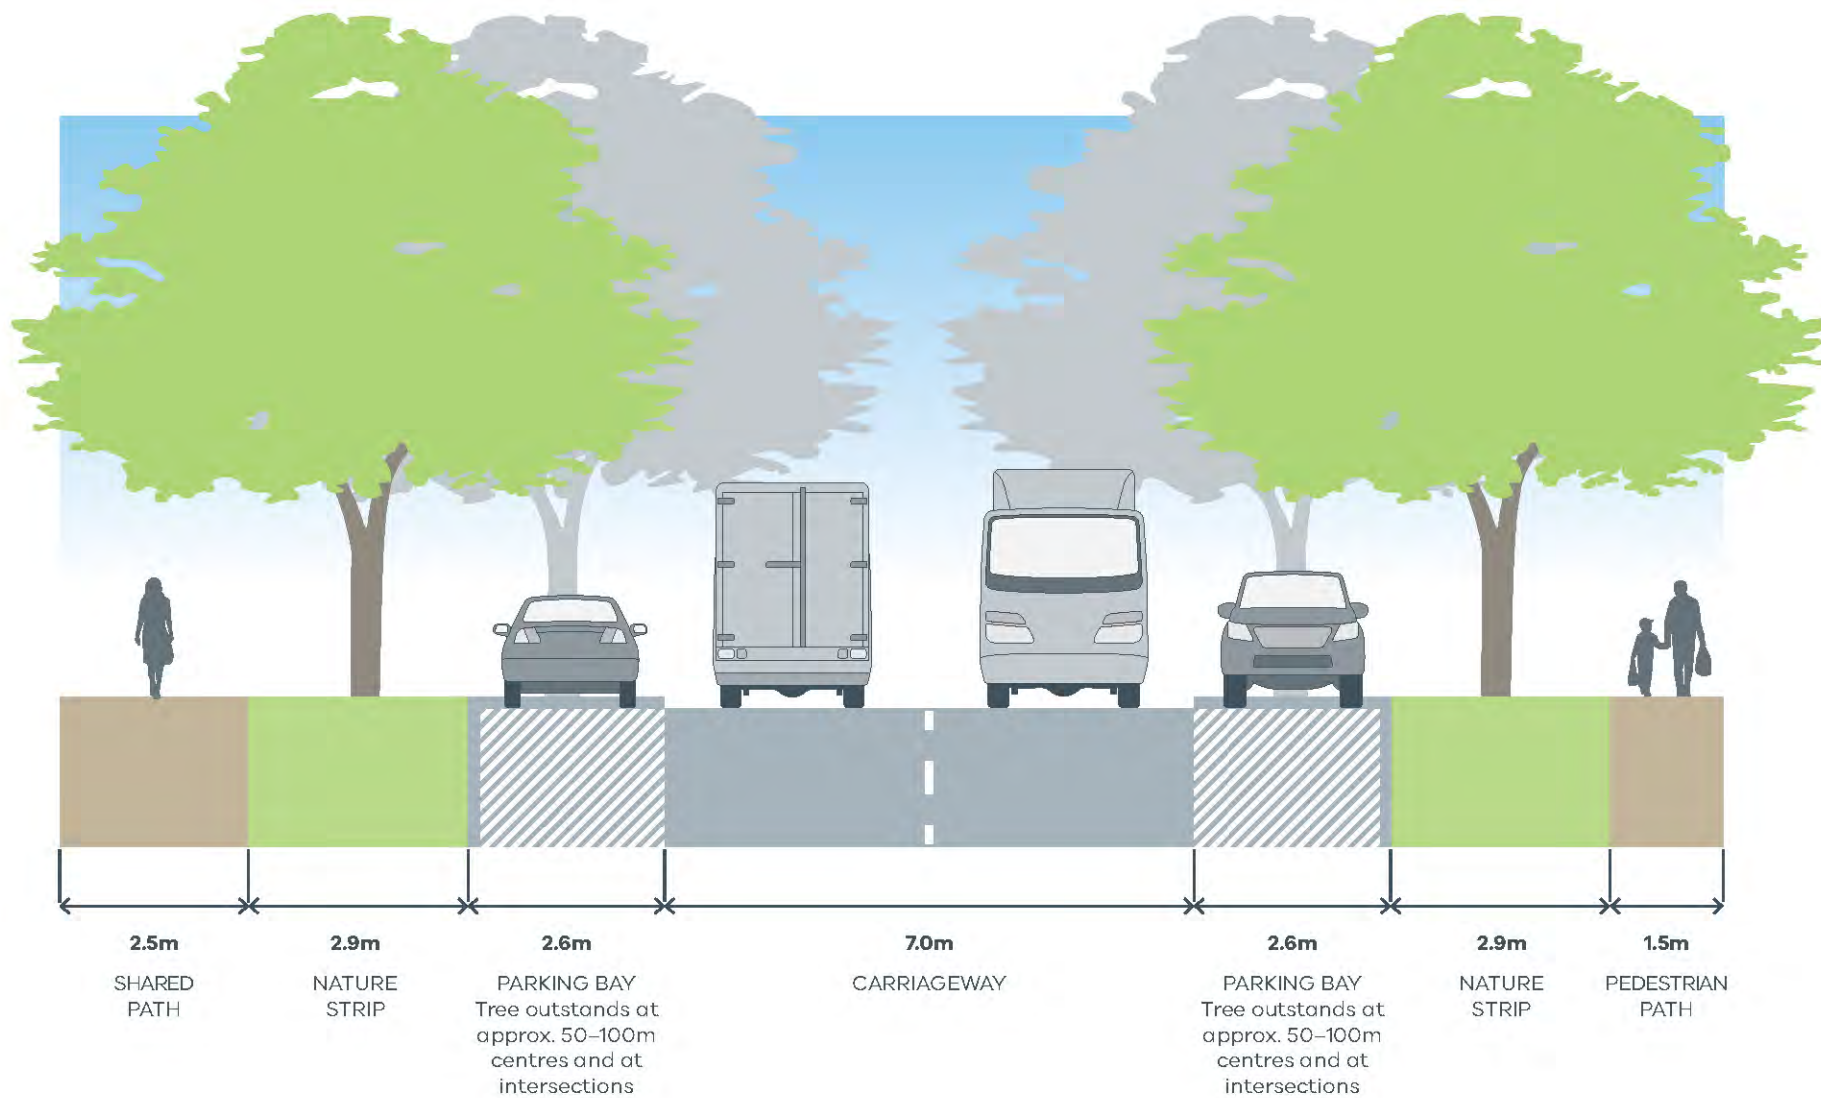 2.5m
SHARED
PATH
2.9m
NATURE
STRIP
2.6m
PARKING BAY
Tree outstands at
approx. 50–100m
centres and at
intersections
7.0m
CARRIAGEWAY
2.6m
PARKING BAY
Tree outstands at
approx. 50–100m
centres and at
intersections
2.9m
NATURE
STRIP
1.5m
PEDESTRIAN
PATH